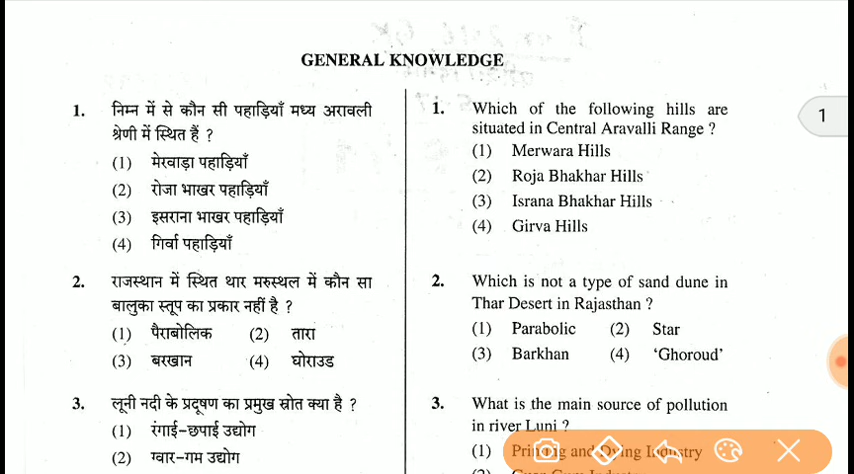 GENERAL KNOWLEDGE
1. निम्न में से कौन सी पहाड़ियाँ मध्य अरावली
श्रेणी में स्थित हैं ?
(1) मेरवाड़ा पहाड़ियाँ
(2) रोजा भाखर पहाड़ियाँ
(3) इसराना भाखर पहाड़ियाँ
(4) गिर्वा पहाड़ियाँ
2. राजस्थान में स्थित थार मरुस्थल में कौन सा
बालुका स्तूप का प्रकार नहीं है ?
(1) पैराबोलिक (2) तारा
(3) बरखान (4) घोराउड
3. लूनी नदी के प्रदूषण का प्रमुख स्रोत क्या है ?
(1) रंगाई-छपाई उद्योग
(2) ग्वार-गम उद्योग
1. Which of the following hills are
situated in Central Aravalli Range ?
(1) Merwara Hills
(2) Roja Bhakhar Hills
(3) Israna Bhakhar Hills
(4) Girva Hills
2. Which is not a type of sand dune in
Thar Desert in Rajasthan ?
(1) Parabolic (2) Star
(3) Barkhan (4) ‘Ghoroud’
3. What is the main source of pollution
in river Luni ?
(1) Printing and Dying Industry
1